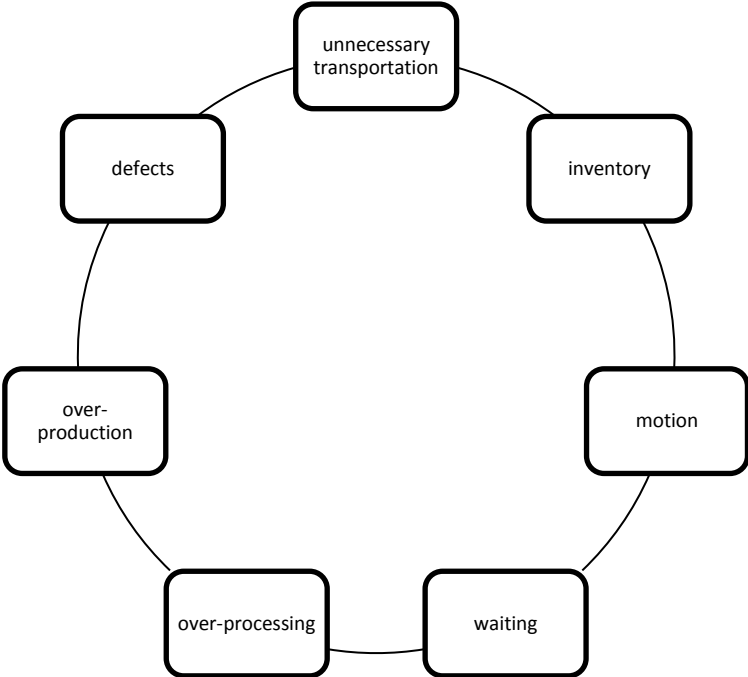 unnecessary
transportation
inventory
motion
waiting
over-processing
over-
production
defects